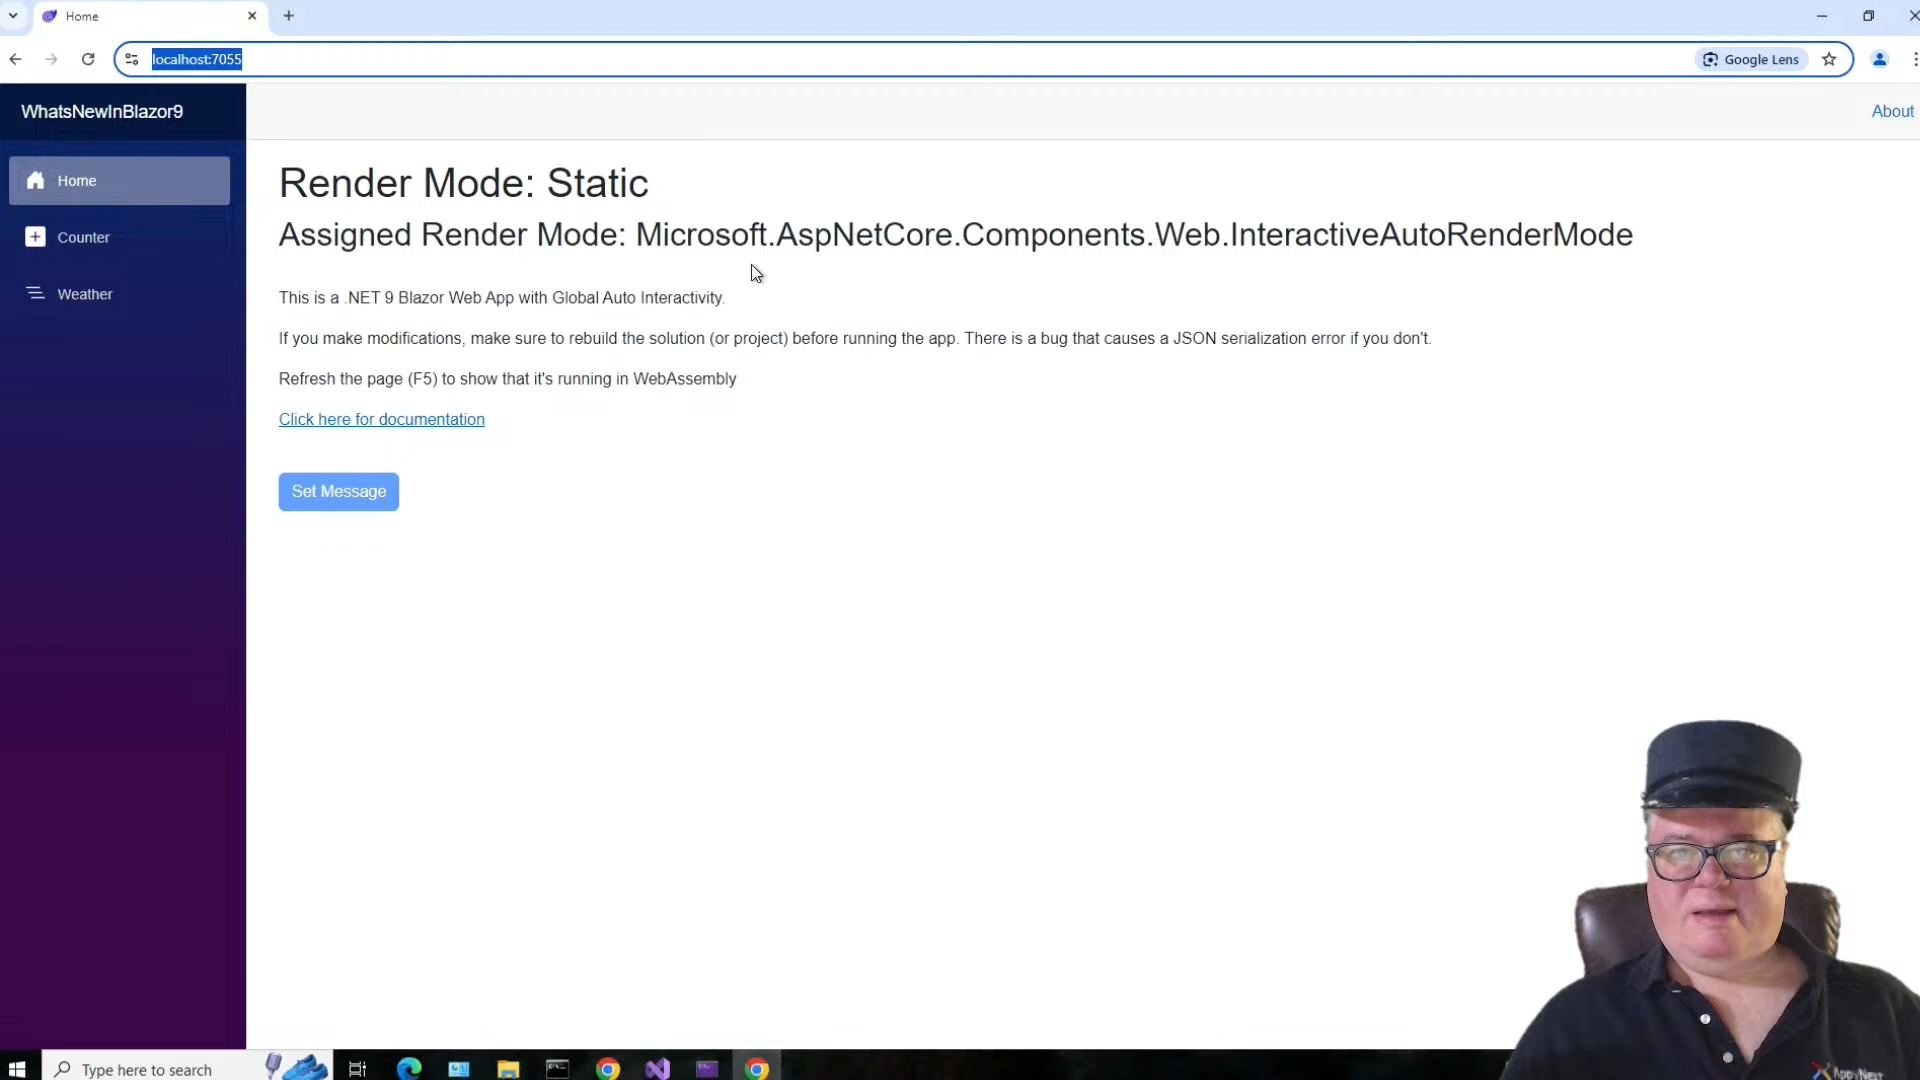 Home
localhost:7055
Google Lens
WhatsNewInBlazor9
About
Home
Counter
Weather
Render Mode: Static
Assigned Render Mode: Microsoft.AspNetCore.Components.Web.InteractiveAutoRenderMode
This is a .NET 9 Blazor Web App with Global Auto Interactivity.
If you make modifications, make sure to rebuild the solution (or project) before running the app. There is a bug that causes a JSON serialization error if you don't.
Refresh the page (F5) to show that it's running in WebAssembly
Click here for documentation
Set Message
Type here to search
AppvNext